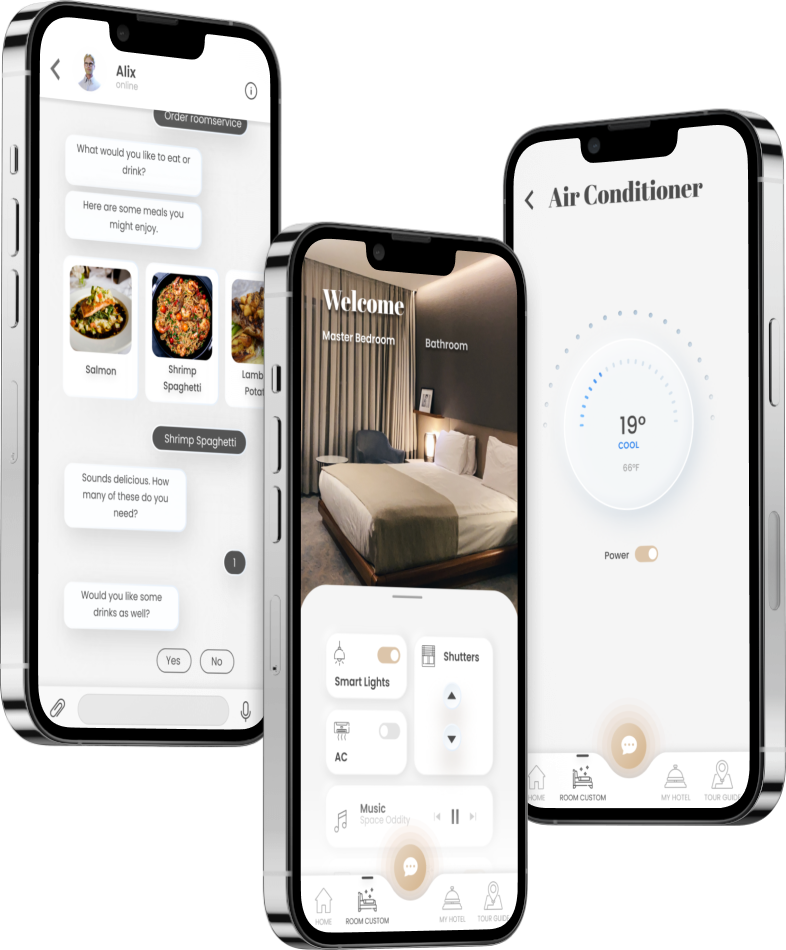 Alix
online
Order roomservice
What would you like to eat or
drink?
Here are some meals you
might enjoy.
Salmon
Shrimp
Spaghetti
Lamb
Shrimp Spaghetti
Sounds delicious. How
many of these do you
need?
1
Would you like some
drinks as well?
Yes
No
Welcome
Master Bedroom
Bathroom
Smart Lights
Shutters
AC
Music
Space Oddity
HOME
ROOM CUSTOM
MY HOTEL
TOUR GUIDE
Air Conditioner
19°
COOL
66°F
Power
HOME
ROOM CUSTOM
MY HOTEL
TOUR GUIDE